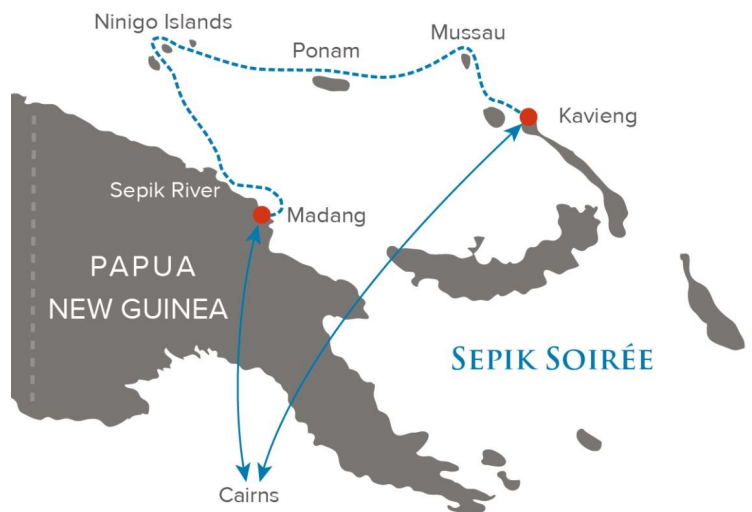 Ninigo Islands
Ponam
Mussau
Kavieng
Sepik River
Madang
PAPUA
NEW GUINEA
SEPIK SOIRÉE
Cairns